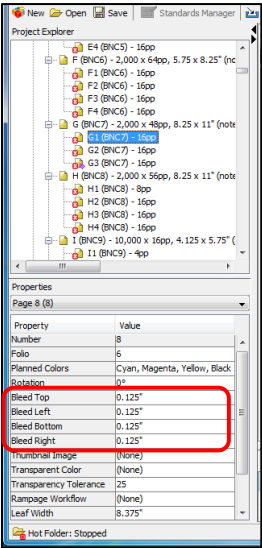 New Open Save Standards Manager
Project Explorer
E4 (BNC5) - 16pp
F (BNC6) - 2,000 x 64pp, 5.75 x 8.25" (no
F1 (BNC6) - 16pp
F2 (BNC6) - 16pp
F3 (BNC6) - 16pp
F4 (BNC6) - 16pp
G (BNC7) - 2,000 x 48pp, 8.25 x 11" (note
G1 (BNC7) - 16pp
G2 (BNC7) - 16pp
G3 (BNC7) - 16pp
H (BNC8) - 2,000 x 56pp, 8.25 x 11" (note
H1 (BNC8) - 8pp
H2 (BNC8) - 16pp
H3 (BNC8) - 16pp
H4 (BNC8) - 16pp
I (BNC9) - 10,000 x 16pp, 4.125 x 5.75" (
I1 (BNC9) - 4pp
Properties
Page 8 (8)
Property Value
Number 8
Folio 6
Planned Colors Cyan, Magenta, Yellow, Black
Rotation 0°
Bleed Top 0.125"
Bleed Left 0.125"
Bleed Bottom 0.125"
Bleed Right 0.125"
Thumbnail Image (None)
Transparent Color (None)
Transparency Tolerance 25
Rampage Workflow (None)
Leaf Width 8.375"
Hot Folder: Stopped